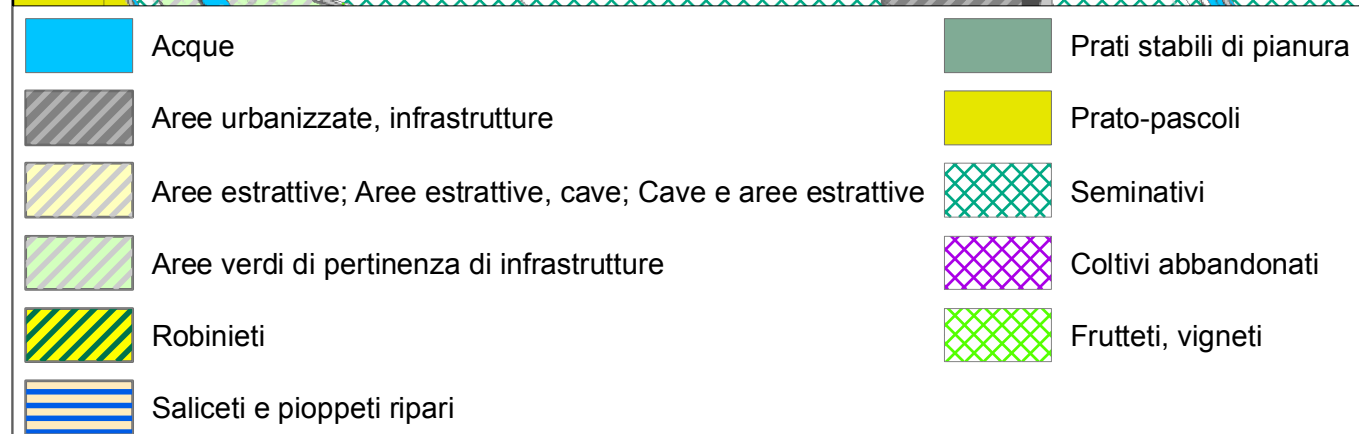 Acque
Aree urbanizzate, infrastrutture
Aree estrattive; Aree estrattive, cave; Cave e aree estrattive
Aree verdi di pertinenza di infrastrutture
Robinieti
Saliceti e pioppeti ripari
Prati stabili di pianura
Prato-pascoli
Seminativi
Coltivi abbandonati
Frutteti, vigneti